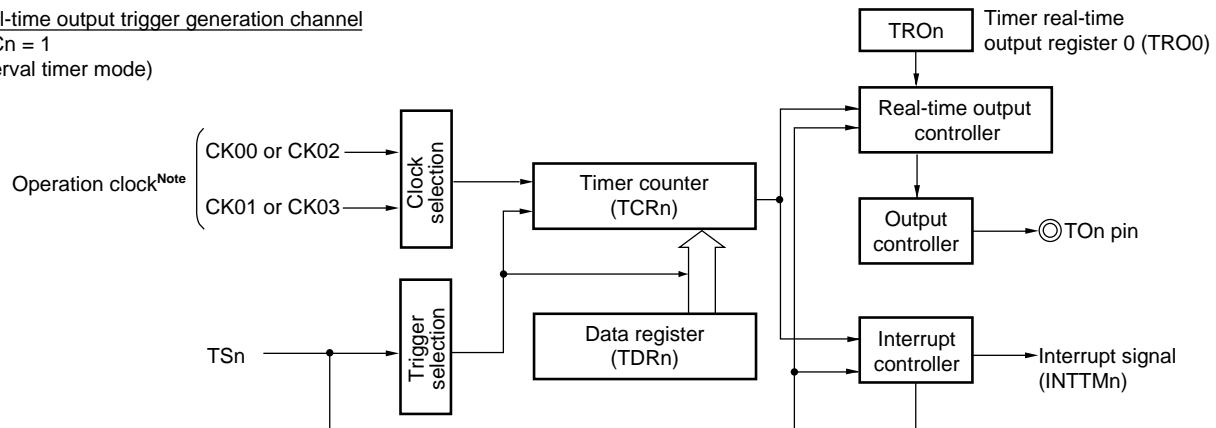 l-time output trigger generation channel
Cn = 1
erval timer mode)
TROn
Timer real-time
output register 0 (TRO0)
Real-time output
controller
Operation clockNote
CK00 or CK02
CK01 or CK03
Clock
selection
Timer counter
(TCRn)
Output
controller
TOn pin
TSn
Trigger
selection
Data register
(TDRn)
Interrupt
controller
Interrupt signal
(INTTMn)